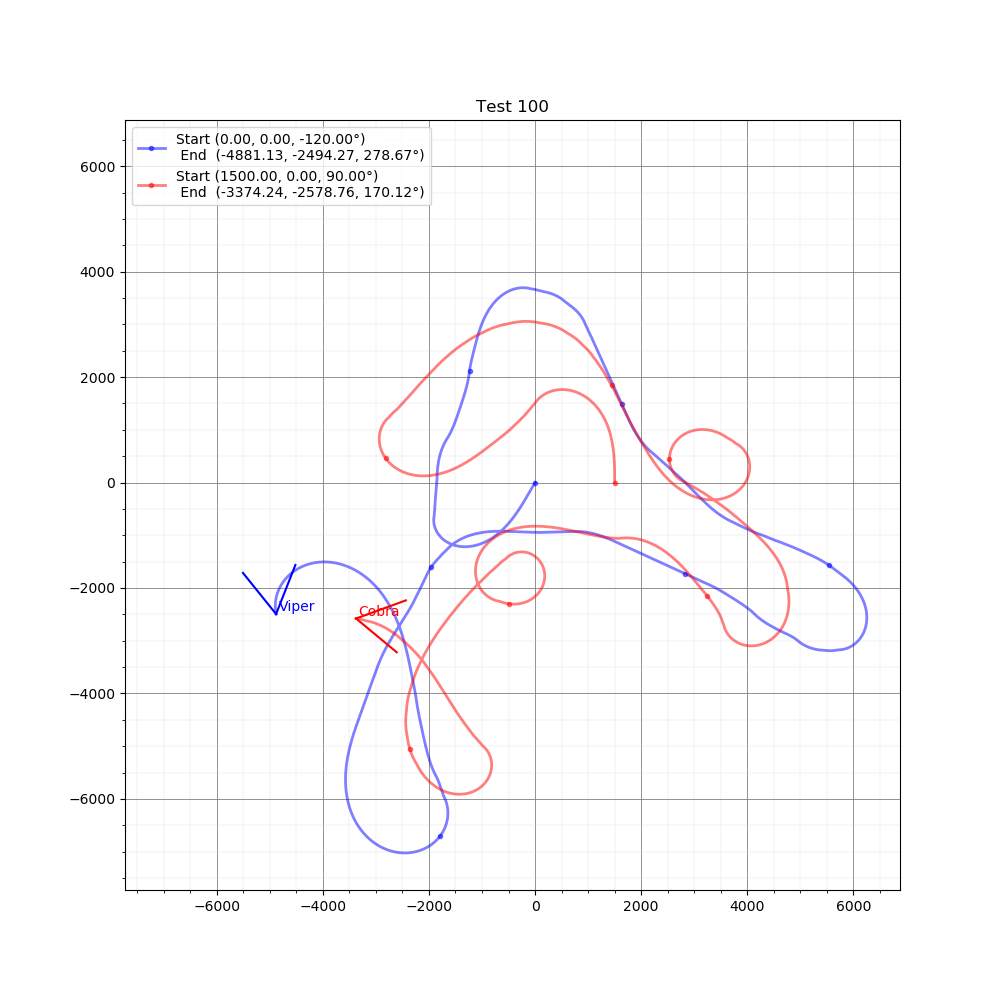 Test 100
Start (0.00, 0.00, -120.00°)
End (-4881.13, -2494.27, 278.67°)
Start (1500.00, 0.00, 90.00°)
End (-3374.24, -2578.76, 170.12°)
6000
4000
2000
0
−2000
−4000
−6000
Viper
Cobra
−6000 −4000 −2000 0 2000 4000 6000